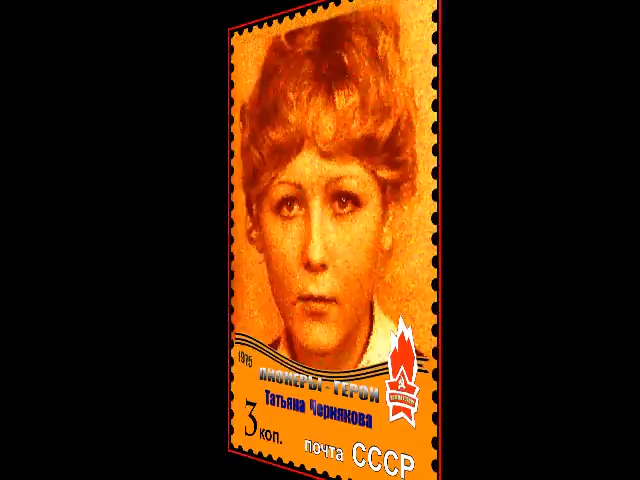 1975
ПИОНЕРЫ - ГЕРОИ
Татьяна Чернякова
3 коп.
почта СССР